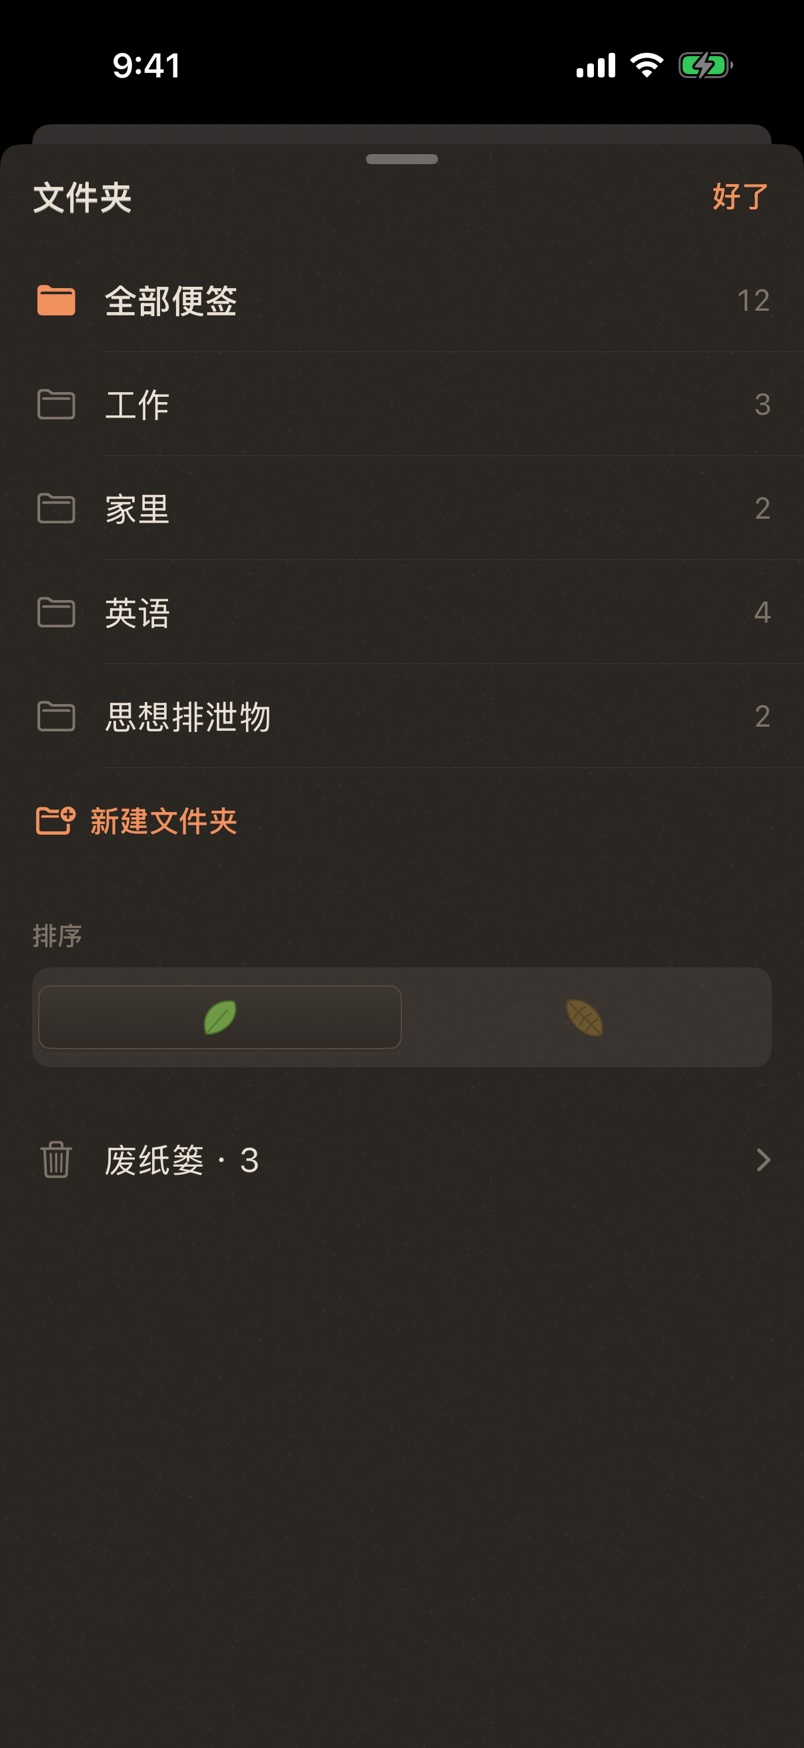 9:41
文件夹 好了
全部便签 12
工作 3
家里 2
英语 4
思想排泄物 2
新建文件夹
排序
废纸篓 · 3